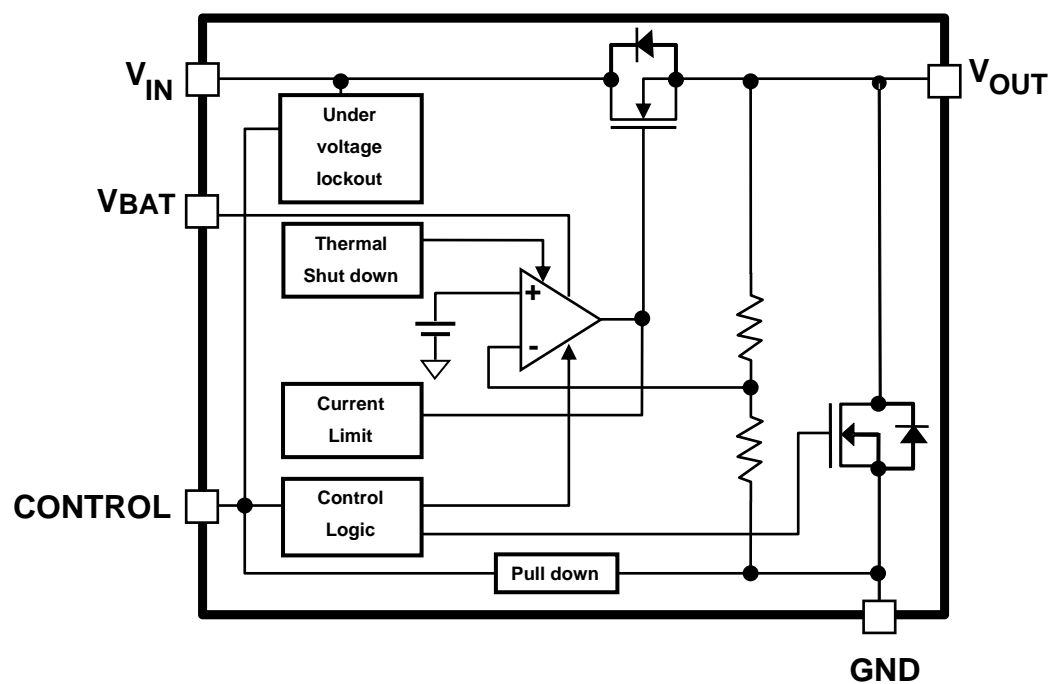 VIN
VOUT
Under
voltage
lockout
VBAT
Thermal
Shut down
+
-
Current
Limit
CONTROL
Control
Logic
Pull down
GND